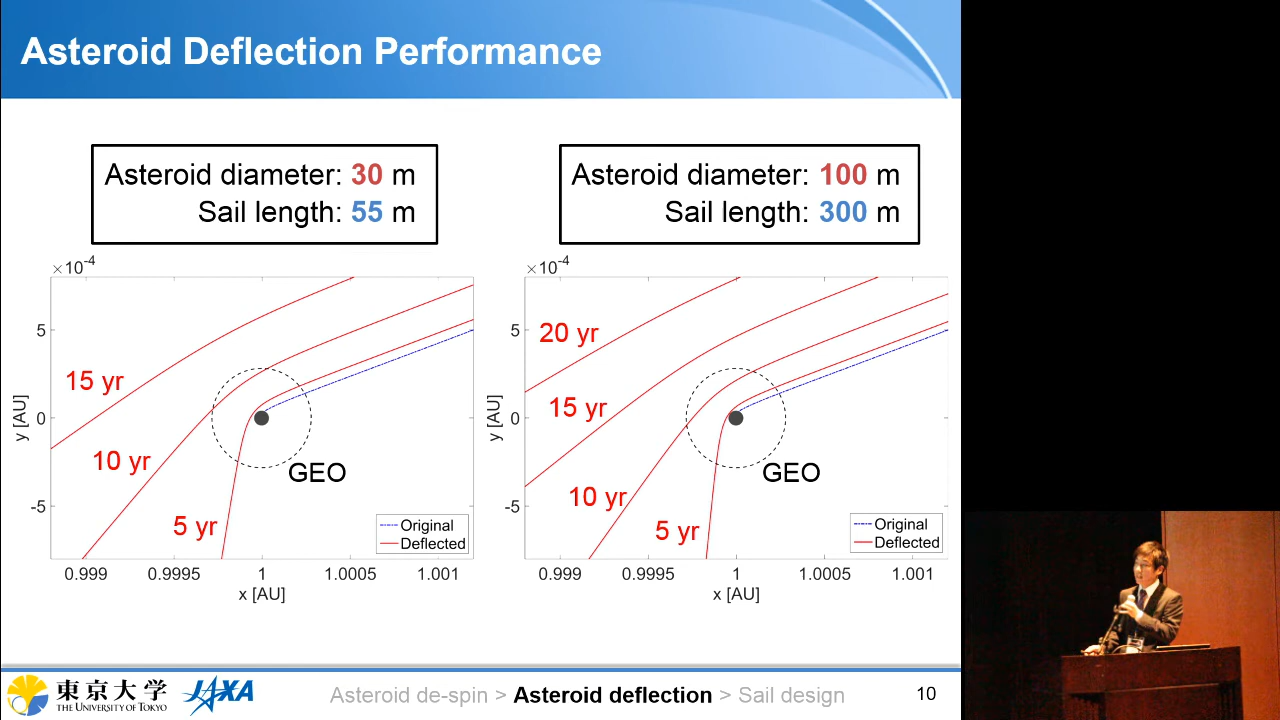 Asteroid Deflection Performance
Asteroid diameter: 30 m
Sail length: 55 m
Asteroid diameter: 100 m
Sail length: 300 m
×10⁻⁴
5
0
-5
y [AU]
15 yr
10 yr
5 yr
GEO
Original
Deflected
0.999
0.9995
1
1.0005
1.001
x [AU]
×10⁻⁴
5
0
-5
y [AU]
20 yr
15 yr
10 yr
5 yr
GEO
Original
Deflected
0.999
0.9995
1
1.0005
1.001
x [AU]
東京大学
THE UNIVERSITY OF TOKYO
JAXA
Asteroid de-spin > Asteroid deflection > Sail design
10